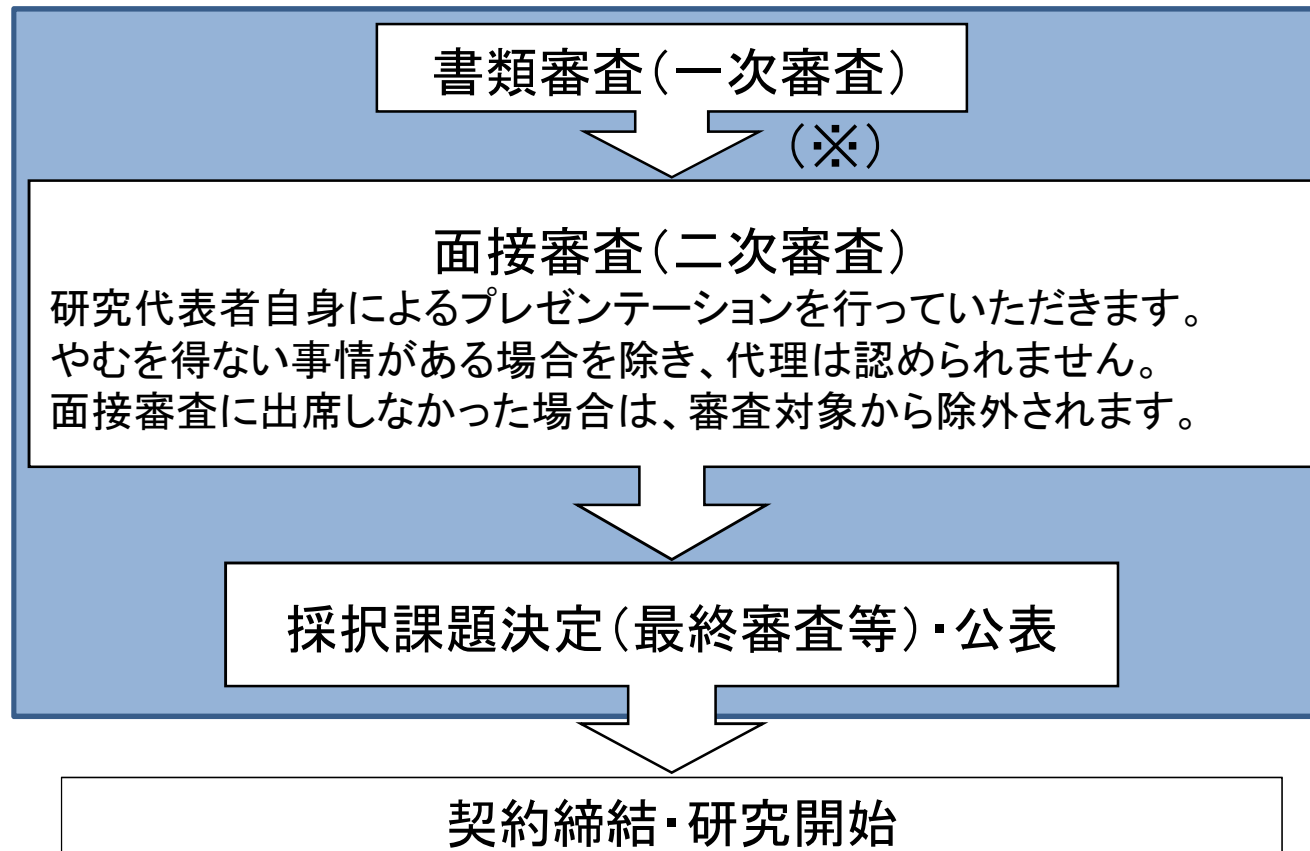 書類審査(一次審査)
(※)
面接審査(二次審査)
研究代表者自身によるプレゼンテーションを行っていただきます。
やむを得ない事情がある場合を除き、代理は認められません。
面接審査に出席しなかった場合は、審査対象から除外されます。
採択課題決定(最終審査等)・公表
契約締結・研究開始